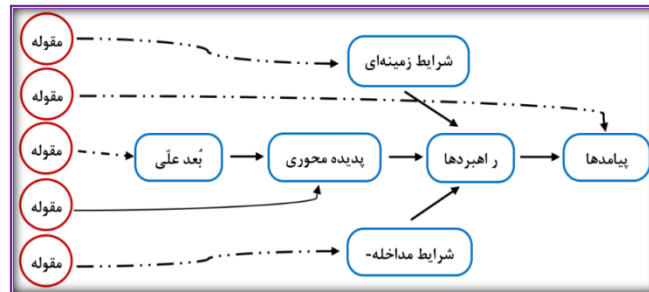 مقوله
شرایط زمینه‌ای
مقوله
مقوله
بُعد علّی
پدیده محوری
راهبردها
پیامدها
مقوله
مقوله
شرایط مداخله-